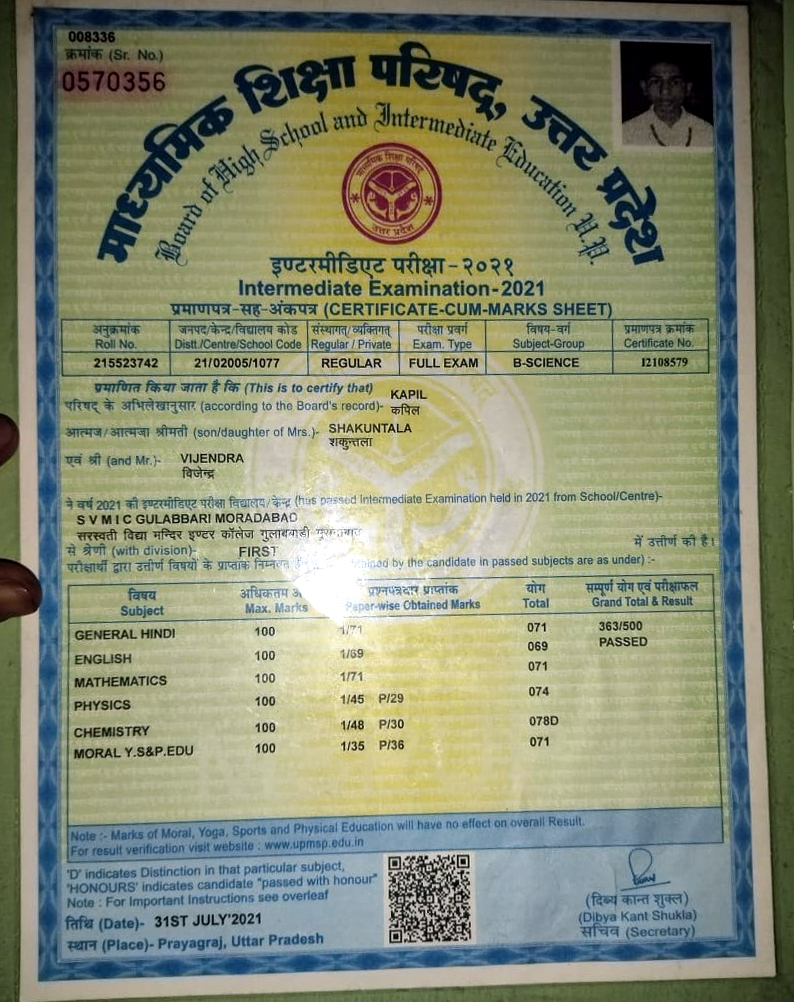 008336
क्रमांक (Sr. No.)
0570356
माध्यमिक शिक्षा परिषद्, उत्तर प्रदेश
Board of High School and Intermediate Education U.P.
माध्यमिक शिक्षा परिषद्
उत्तर प्रदेश
इण्टरमीडिएट परीक्षा-२०२१
Intermediate Examination-2021
प्रमाणपत्र-सह-अंकपत्र (CERTIFICATE-CUM-MARKS SHEET)
अनुक्रमांक जनपद/केन्द्र/विद्यालय कोड संस्थागत्/व्यक्तिगत् परीक्षा प्रवर्ग विषय-वर्ग प्रमाणपत्र क्रमांक
Roll No. Distt./Centre/School Code Regular / Private Exam. Type Subject-Group Certificate No.
215523742 21/02005/1077 REGULAR FULL EXAM B-SCIENCE I2108579
प्रमाणित किया जाता है कि (This is to certify that)
परिषद् के अभिलेखानुसार (according to the Board's record)- KAPIL
कपिल
आत्मज/आत्मजा श्रीमती (son/daughter of Mrs.)- SHAKUNTALA
शकुन्तला
एवं श्री (and Mr.)- VIJENDRA
विजेन्द्र
ने वर्ष 2021 की इण्टरमीडिएट परीक्षा विद्यालय/केन्द्र (has passed Intermediate Examination held in 2021 from School/Centre)-
S V M I C GULABBARI MORADABAD
सरस्वती विद्या मन्दिर इण्टर कॉलेज गुलाबबाड़ी मुरादाबाद
से श्रेणी (with division)- FIRST में उत्तीर्ण की है।
परीक्षार्थी द्वारा उत्तीर्ण विषयों के प्राप्तांक निम्नवत् by the candidate in passed subjects are as under) :-
विषय अधिकतम प्रश्नपत्रवार प्राप्तांक योग सम्पूर्ण योग एवं परीक्षाफल
Subject Max. Marks Paper-wise Obtained Marks Total Grand Total & Result
GENERAL HINDI 100 1/71 071 363/500
ENGLISH 100 1/69 069 PASSED
MATHEMATICS 100 1/71 071
PHYSICS 100 1/45 P/29 074
CHEMISTRY 100 1/48 P/30 078D
MORAL Y.S&P.EDU 100 1/35 P/36 071
Note :- Marks of Moral, Yoga, Sports and Physical Education will have no effect on overall Result.
For result verification visit website : www.upmsp.edu.in
'D' indicates Distinction in that particular subject,
'HONOURS' indicates candidate "passed with honour"
Note : For Important Instructions see overleaf
तिथि (Date)- 31ST JULY'2021
स्थान (Place)- Prayagraj, Uttar Pradesh
(दिब्य कान्त शुक्ल)
(Dibya Kant Shukla)
सचिव (Secretary)